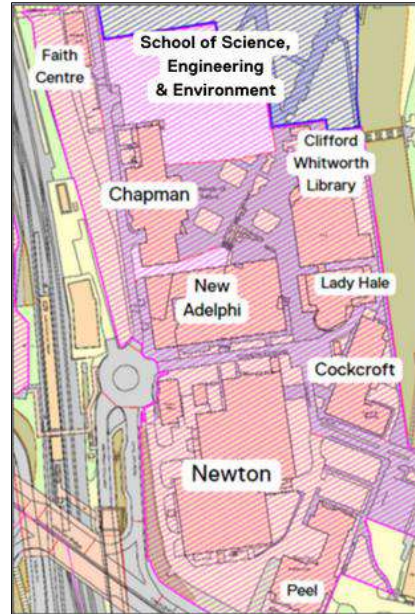 Faith
Centre
School of Science,
Engineering
& Environment
Clifford
Whitworth
Library
Chapman
New
Adelphi
Lady Hale
Cockcroft
Newton
Peel